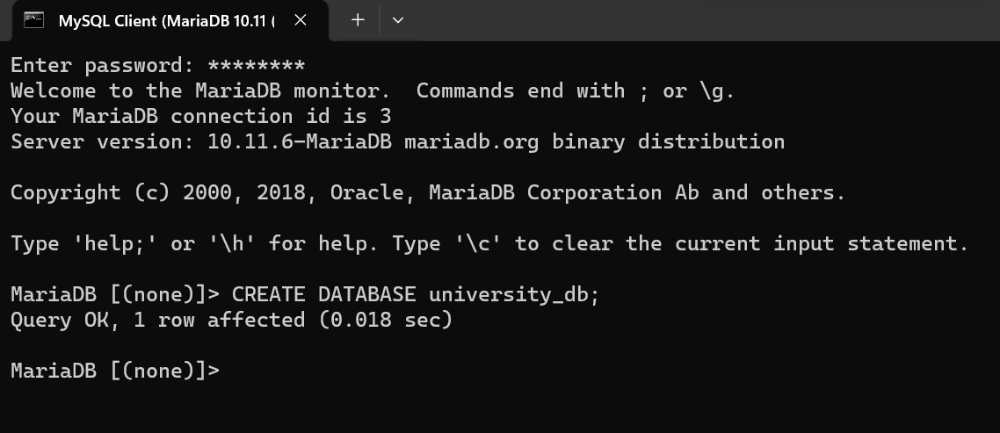 MySQL Client (MariaDB 10.11 (
Enter password: ********
Welcome to the MariaDB monitor.  Commands end with ; or \g.
Your MariaDB connection id is 3
Server version: 10.11.6-MariaDB mariadb.org binary distribution
Copyright (c) 2000, 2018, Oracle, MariaDB Corporation Ab and others.
Type 'help;' or '\h' for help. Type '\c' to clear the current input statement.
MariaDB [(none)]> CREATE DATABASE university_db;
Query OK, 1 row affected (0.018 sec)
MariaDB [(none)]>